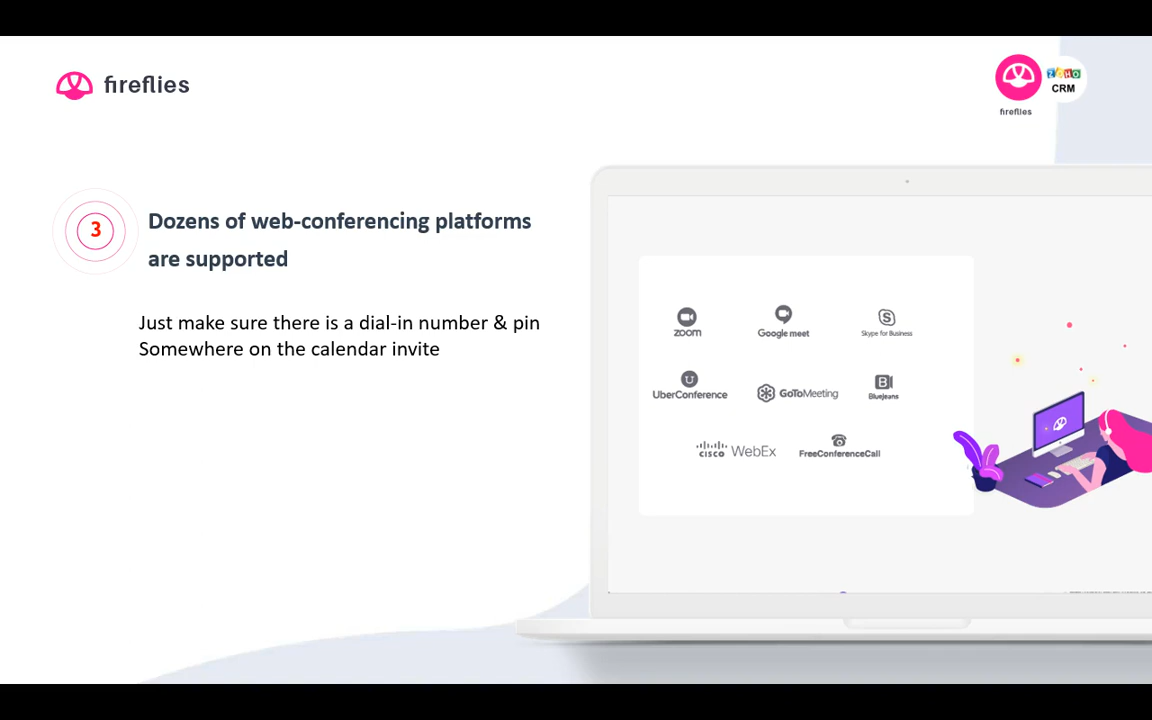 fireflies
ZOHO
CRM
fireflies
3
Dozens of web-conferencing platforms
are supported
Just make sure there is a dial-in number & pin
Somewhere on the calendar invite
zoom
Google meet
Skype for Business
UberConference
GoToMeeting
Bluejeans
CISCO WebEx
FreeConferenceCall